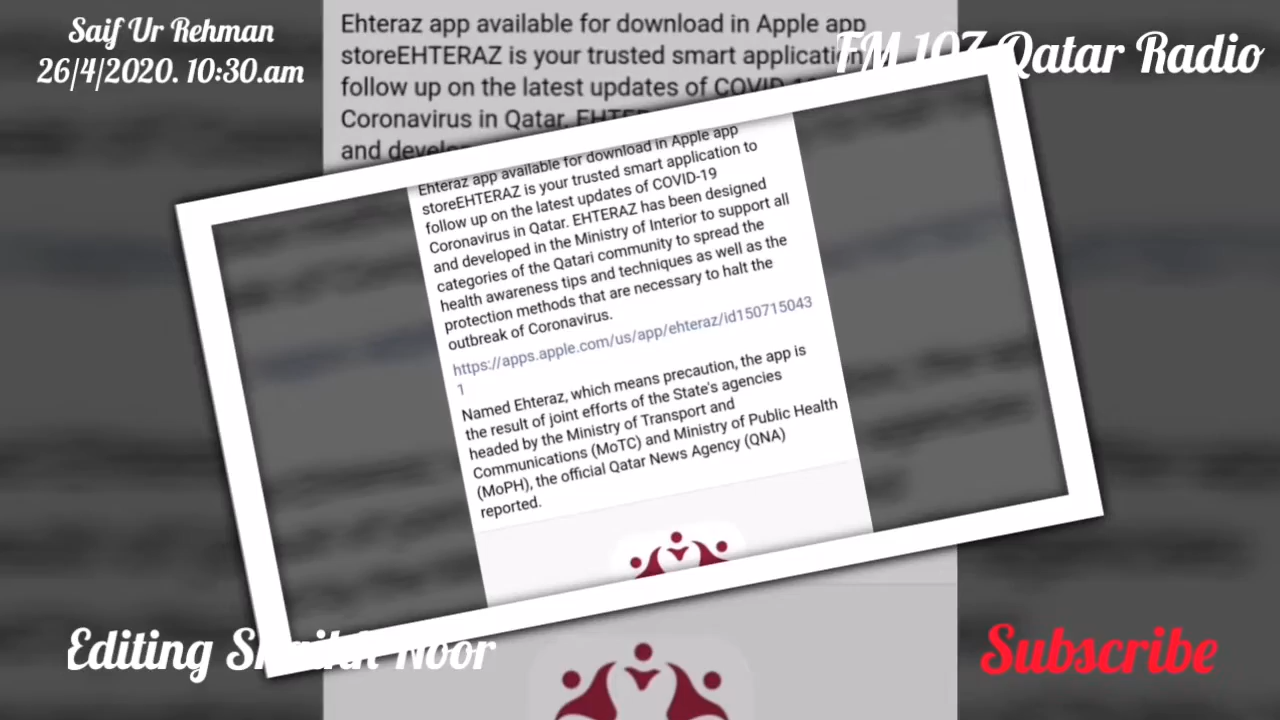 Saif Ur Rehman
26/4/2020. 10:30.am
FM 107 Qatar Radio
Ehteraz app available for download in Apple app
storeEHTERAZ is your trusted smart application
follow up on the latest updates of COVID-19
Coronavirus in Qatar. EHTERAZ
and
Ehteraz app available for download in Apple app
storeEHTERAZ is your trusted smart application to
follow up on the latest updates of COVID-19
Coronavirus in Qatar. EHTERAZ has been designed
and developed in the Ministry of Interior to support all
categories of the Qatari community to spread the
health awareness tips and techniques as well as the
protection methods that are necessary to halt the
outbreak of Coronavirus.
https://apps.apple.com/us/app/ehteraz/id150715043
1
Named Ehteraz, which means precaution, the app is
the result of joint efforts of the State's agencies
headed by the Ministry of Transport and
Communications (MoTC) and Ministry of Public Health
(MoPH), the official Qatar News Agency (QNA)
reported.
Editing Shaikh Noor
Subscribe